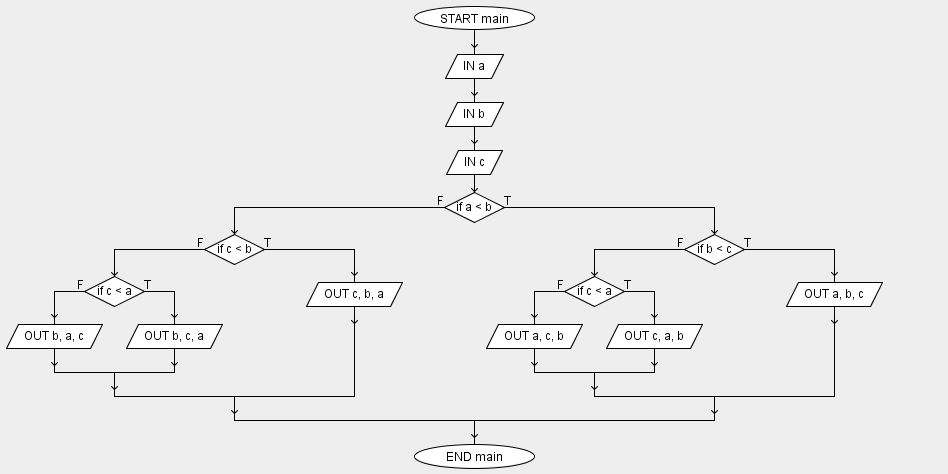 START main
IN a
IN b
IN c
F if a < b T
F if c < b T
F if b < c T
F if c < a T
OUT c, b, a
F if c < a T
OUT a, b, c
OUT b, a, c
OUT b, c, a
OUT a, c, b
OUT c, a, b
END main